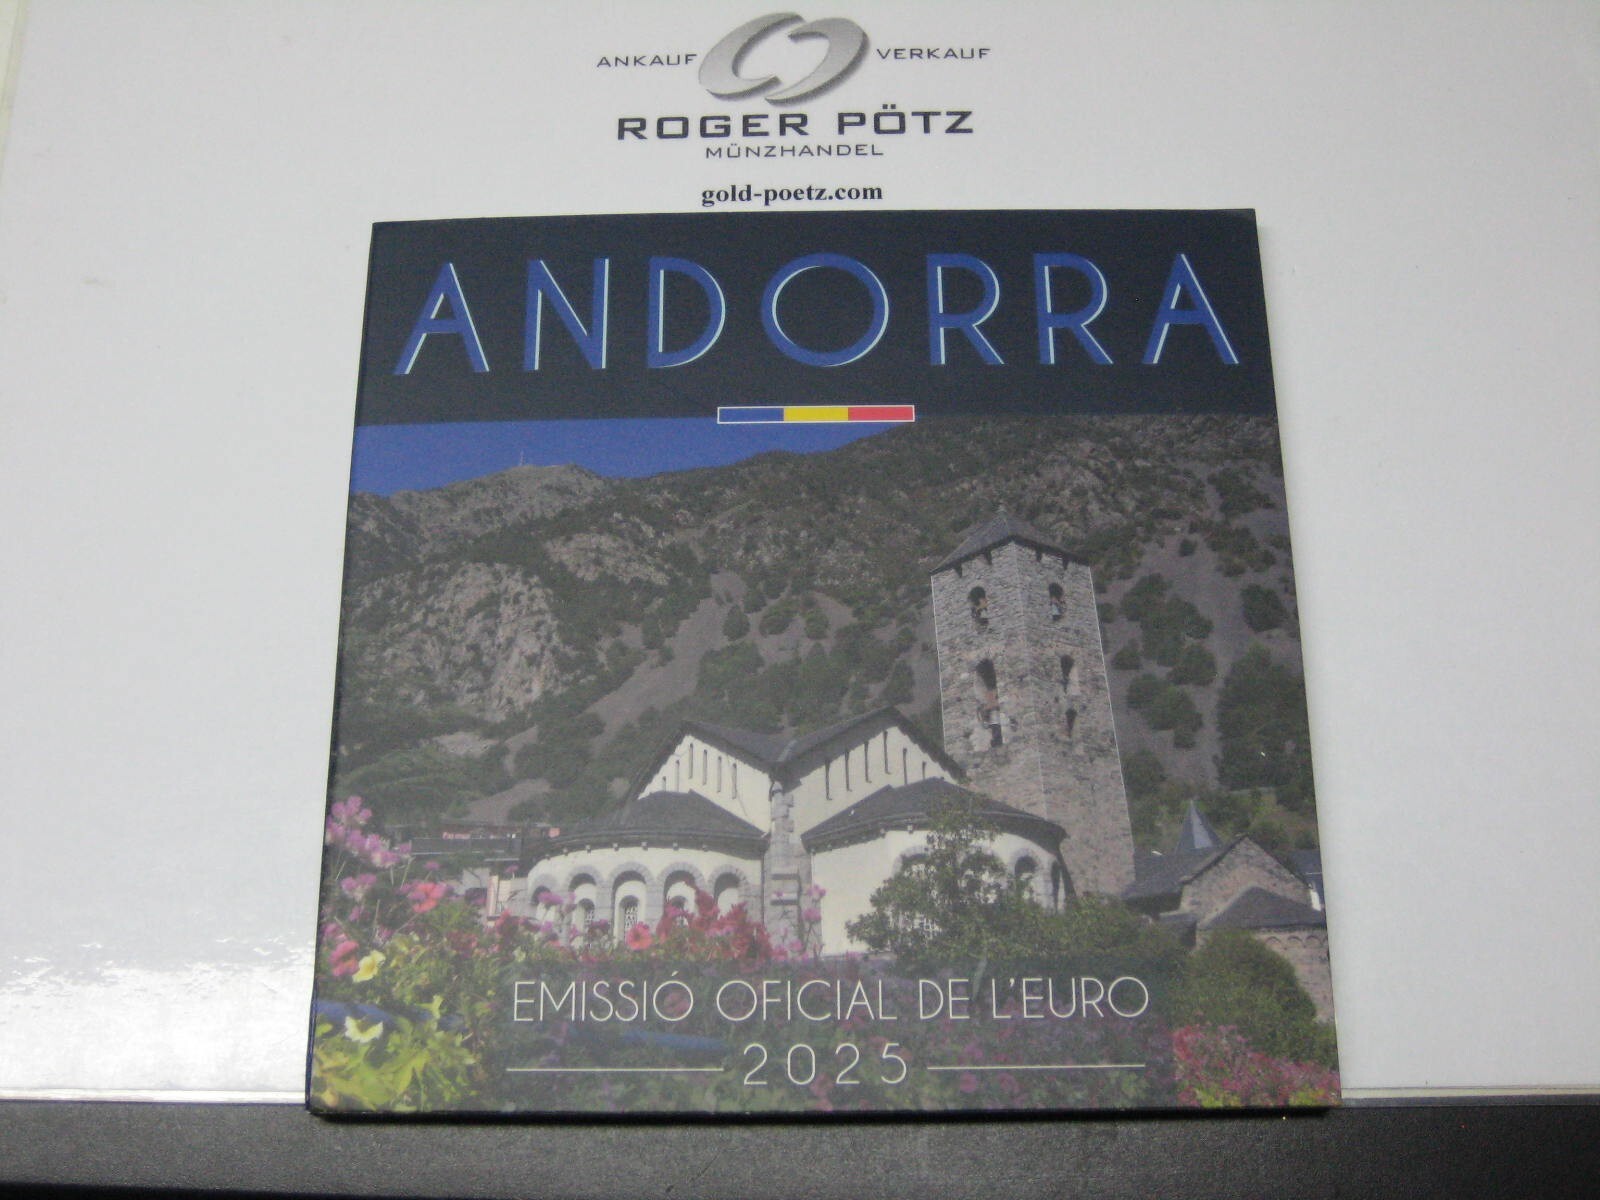 ANKAUF VERKAUF
ROGER PÖTZ
MÜNZHANDEL
gold-poetz.com
ANDORRA
EMISSIÓ OFICIAL DE L'EURO
2025